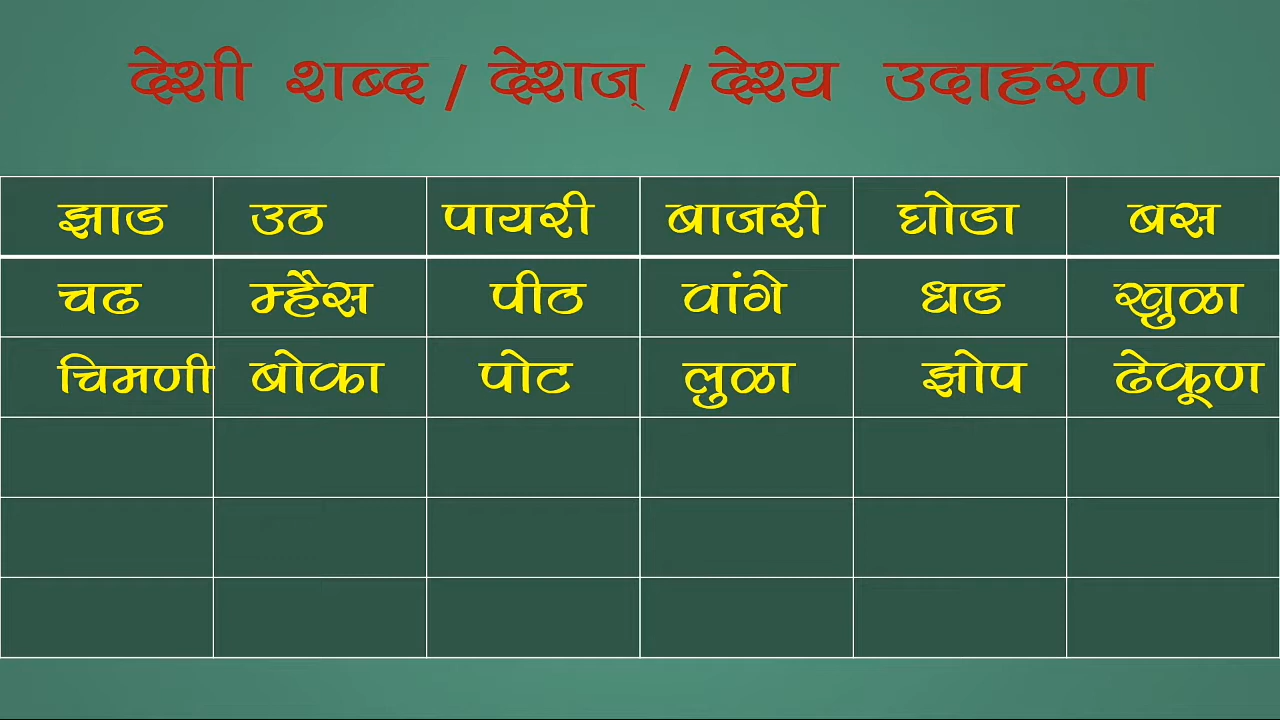 देशी शब्द / देशज् / देश्य उदाहरण
झाड उठ पायरी बाजरी घोडा बस
चढ म्हैस पीठ वांगे धड खुळा
चिमणी बोका पोट लुळा झोप ढेकूण